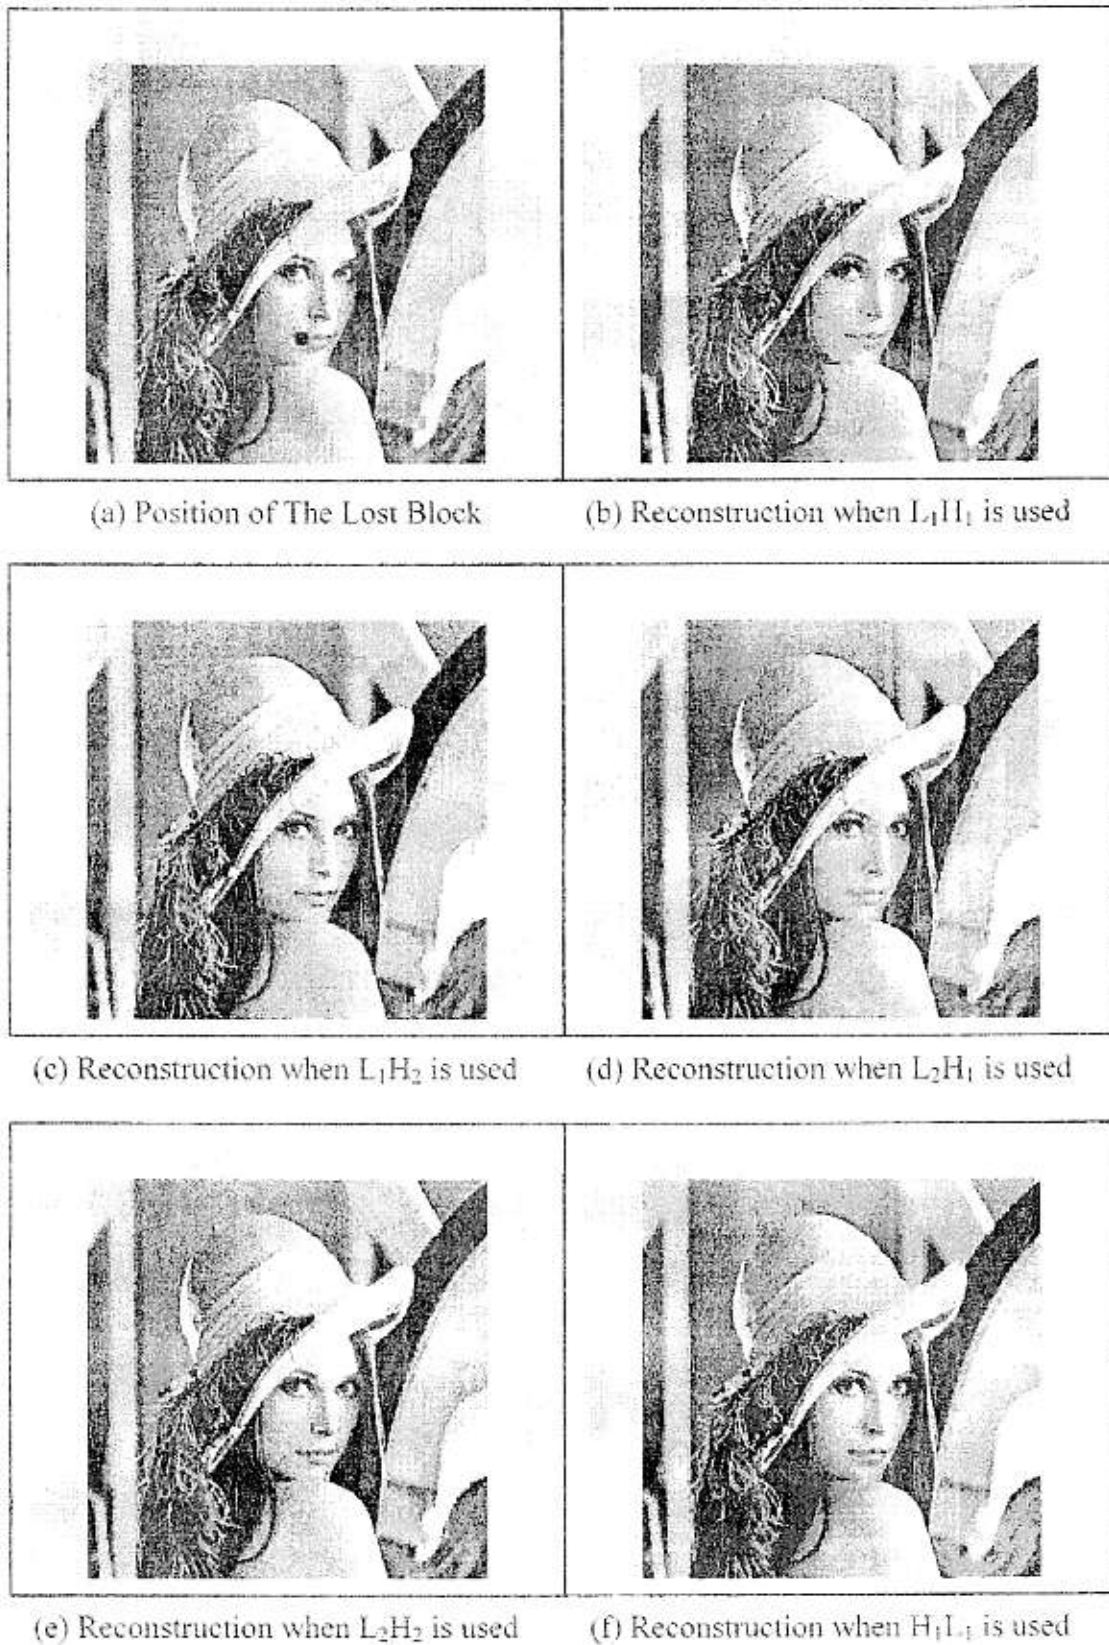 (a) Position of The Lost Block
(b) Reconstruction when L₁H₁ is used
(c) Reconstruction when L₁H₂ is used
(d) Reconstruction when L₂H₁ is used
(e) Reconstruction when L₂H₂ is used
(f) Reconstruction when H₁L₁ is used